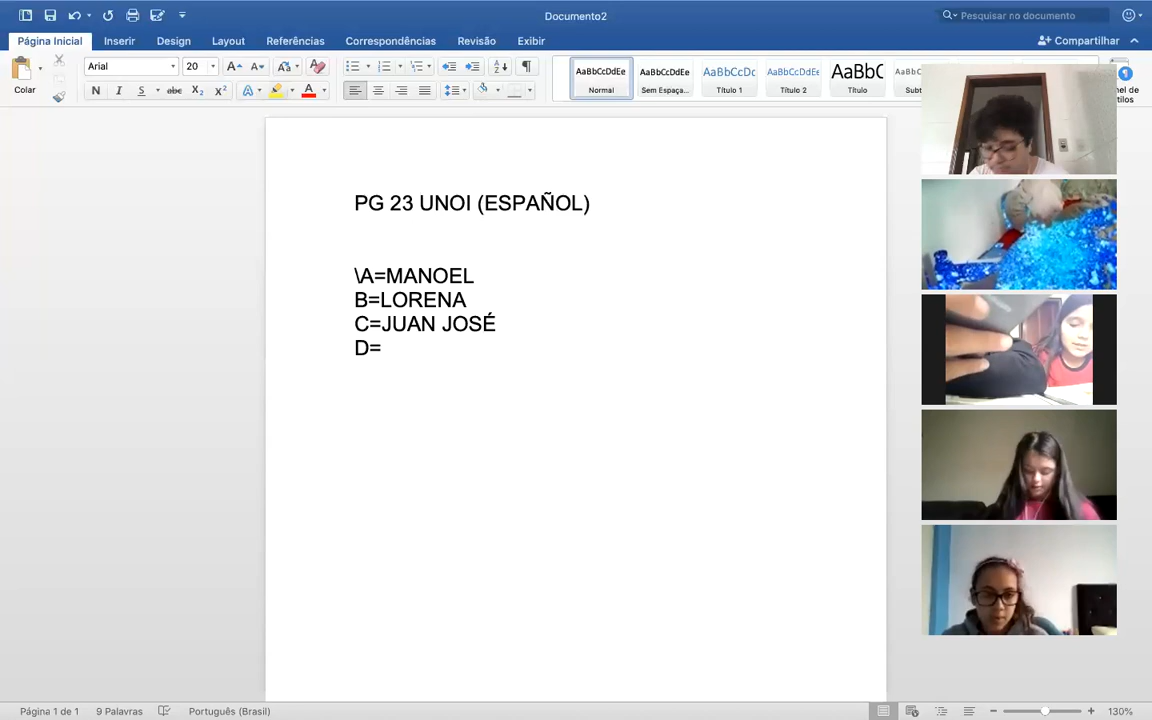 Documento2
Pesquisar no documento
Página Inicial Inserir Design Layout Referências Correspondências Revisão Exibir Compartilhar
Colar Arial 20
AaBbCcDdEe AaBbCcDdEe AaBbCcDc AaBbCcDdEe AaBbC
Normal Sem Espaça... Título 1 Título 2 Título
PG 23 UNOI (ESPAÑOL)
\A=MANOEL
B=LORENA
C=JUAN JOSÉ
D=
Página 1 de 1 9 Palavras Português (Brasil) 130%